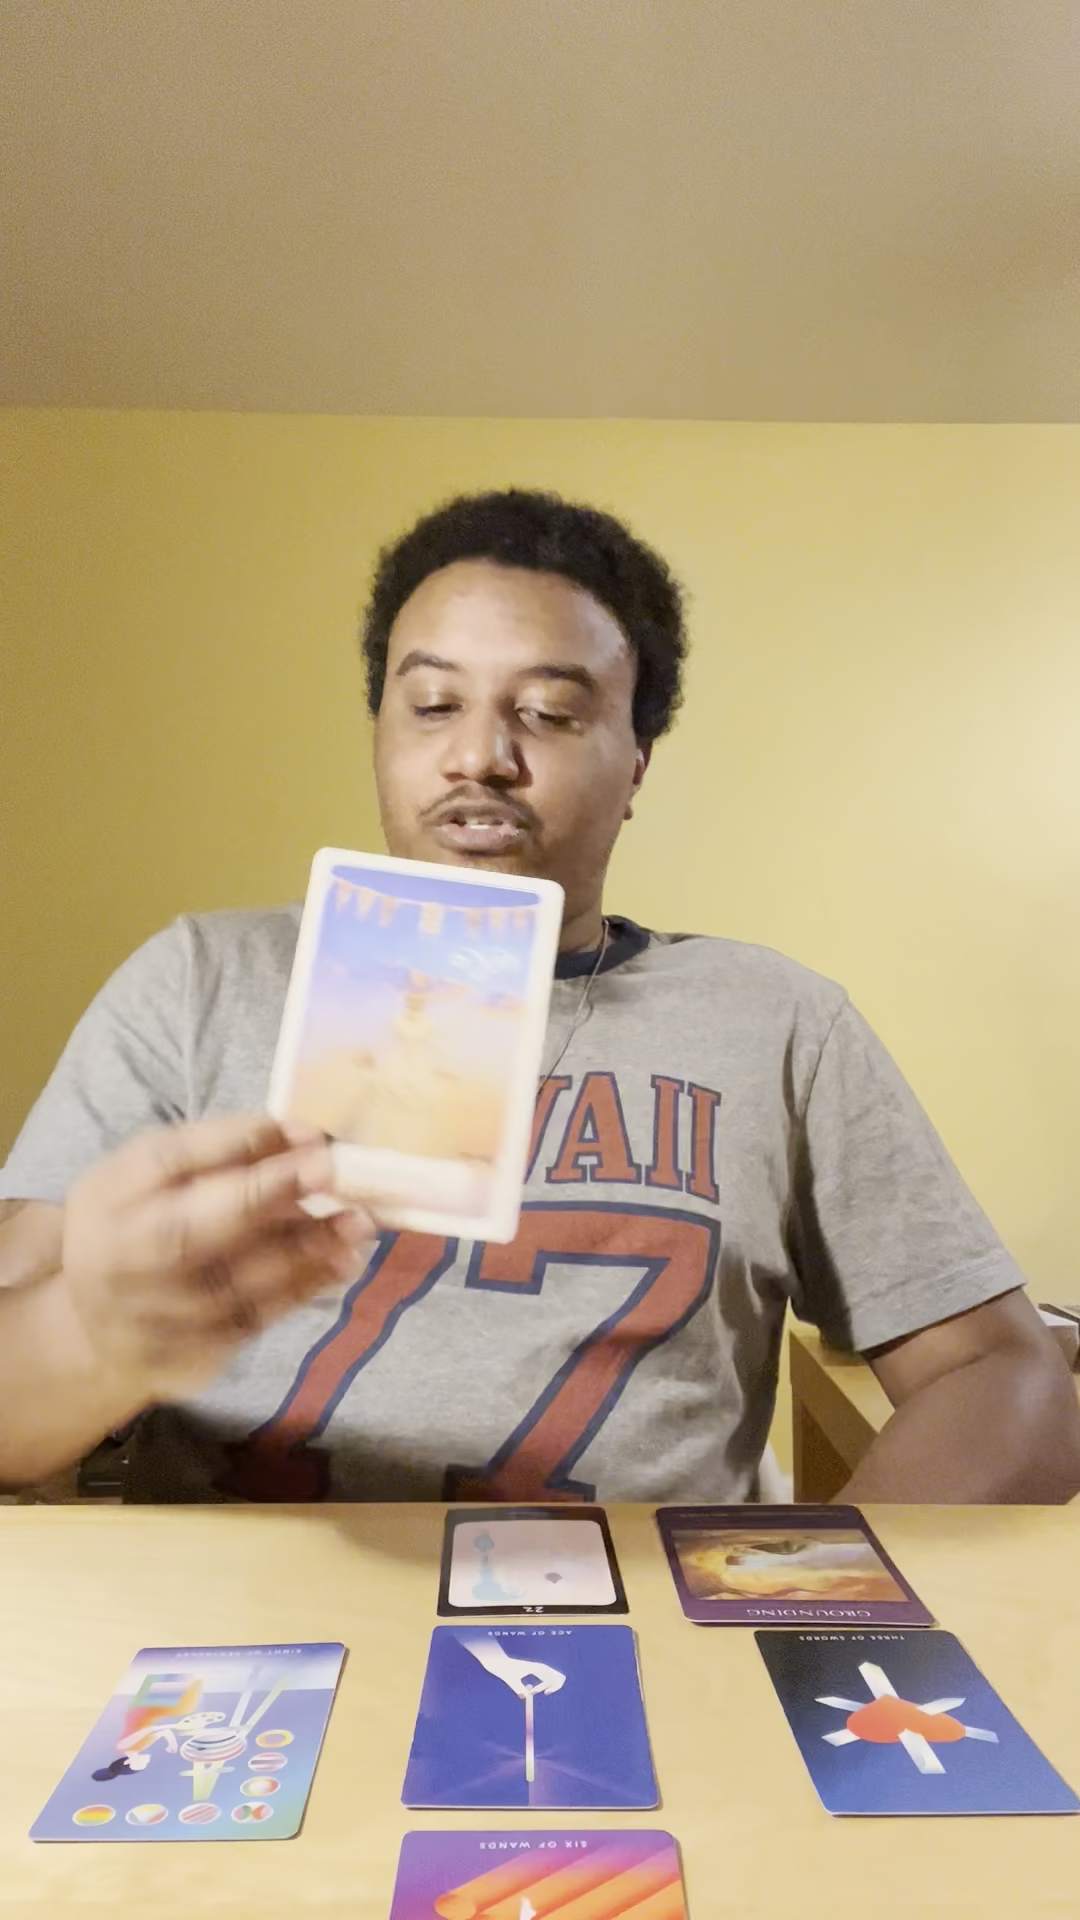 WAII
77
22
GROUNDING
ACE OF WANDS
THREE OF SWORDS
EIGHT OF PENTACLES
SIX OF WANDS